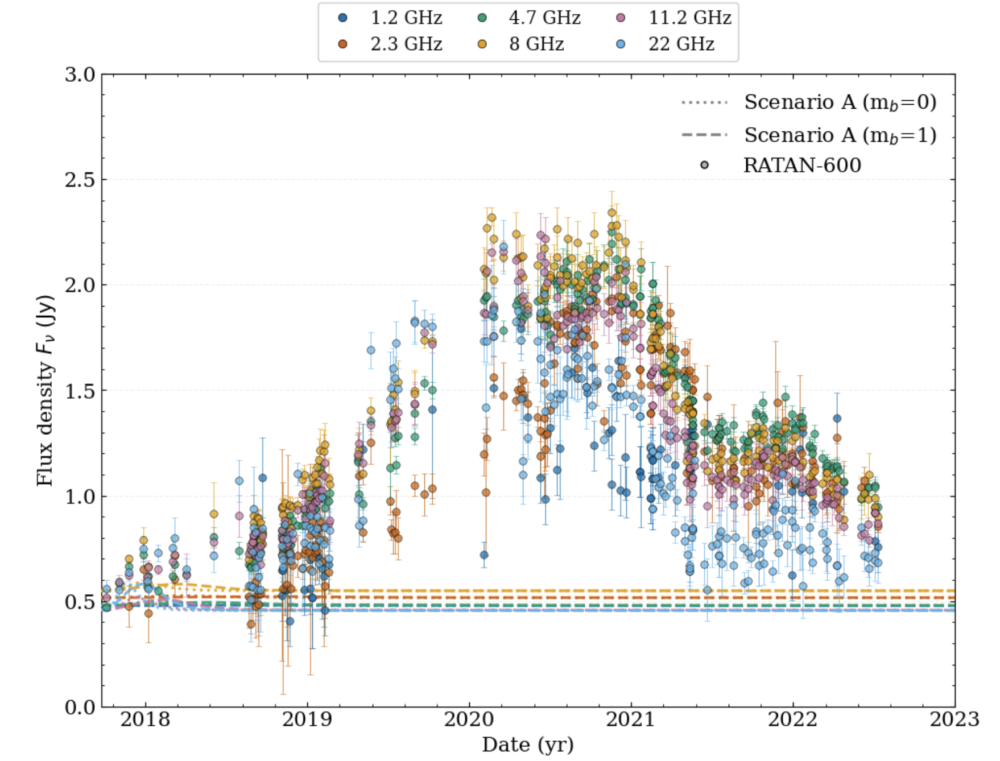 1.2 GHz 4.7 GHz 11.2 GHz
2.3 GHz 8 GHz 22 GHz
3.0
Scenario A (m_b=0)
Scenario A (m_b=1)
RATAN-600
2.5
2.0
1.5
1.0
0.5
0.0
Flux density F_ν (Jy)
2018 2019 2020 2021 2022 2023
Date (yr)